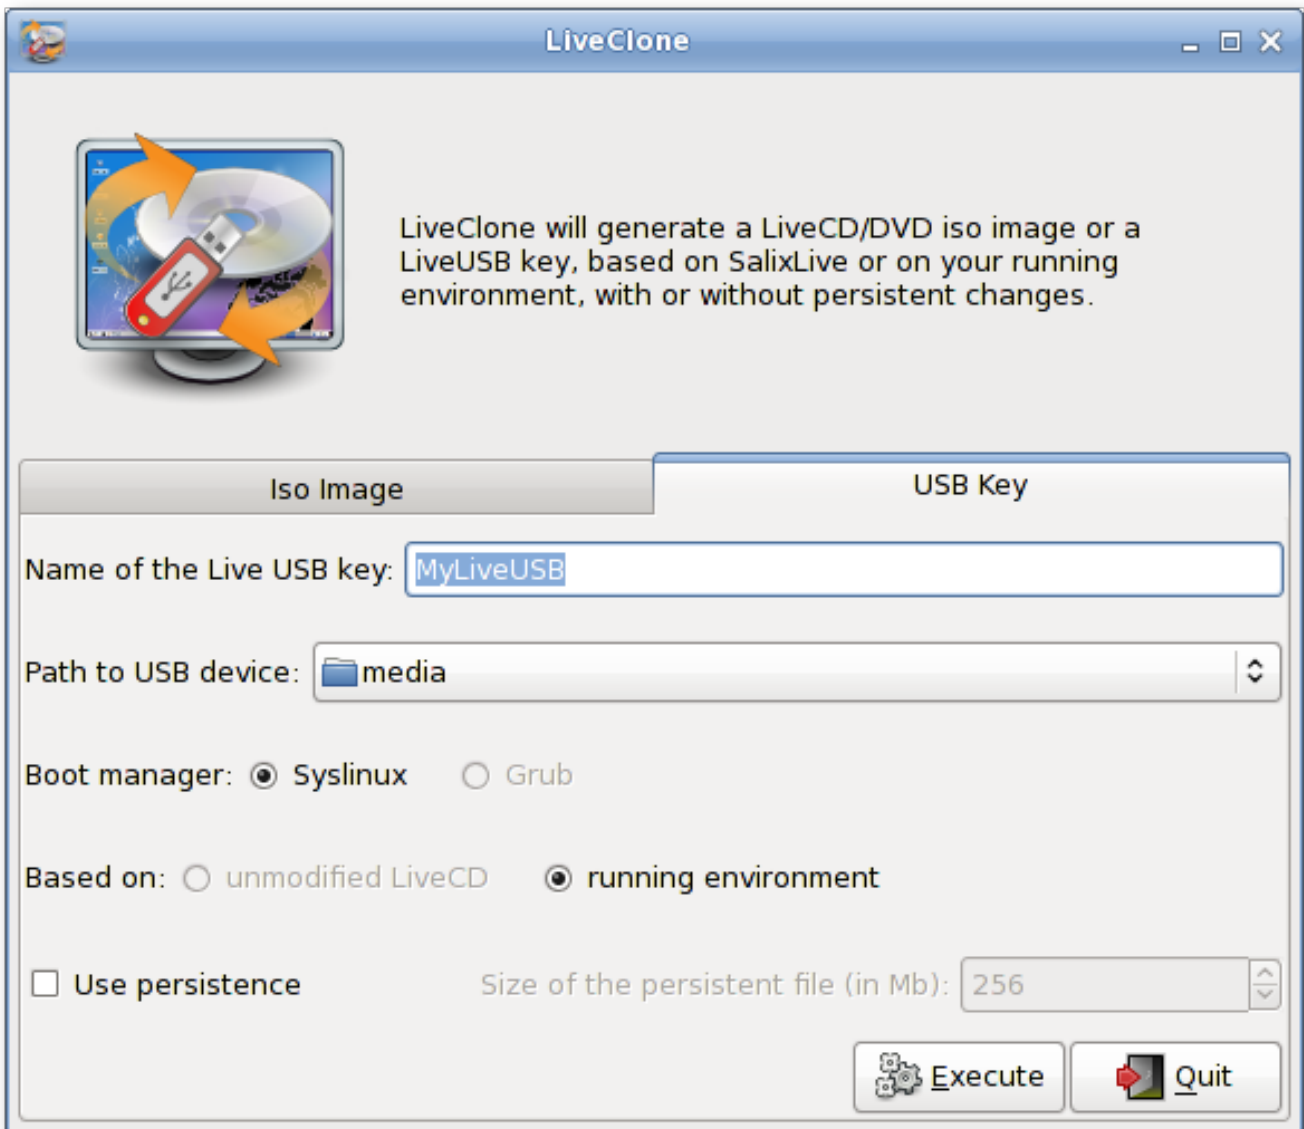 LiveClone
LiveClone will generate a LiveCD/DVD iso image or a
LiveUSB key, based on SalixLive or on your running
environment, with or without persistent changes.
Iso Image
USB Key
Name of the Live USB key: MyLiveUSB
Path to USB device: media
Boot manager: Syslinux Grub
Based on: unmodified LiveCD running environment
Use persistence Size of the persistent file (in Mb): 256
Execute Quit